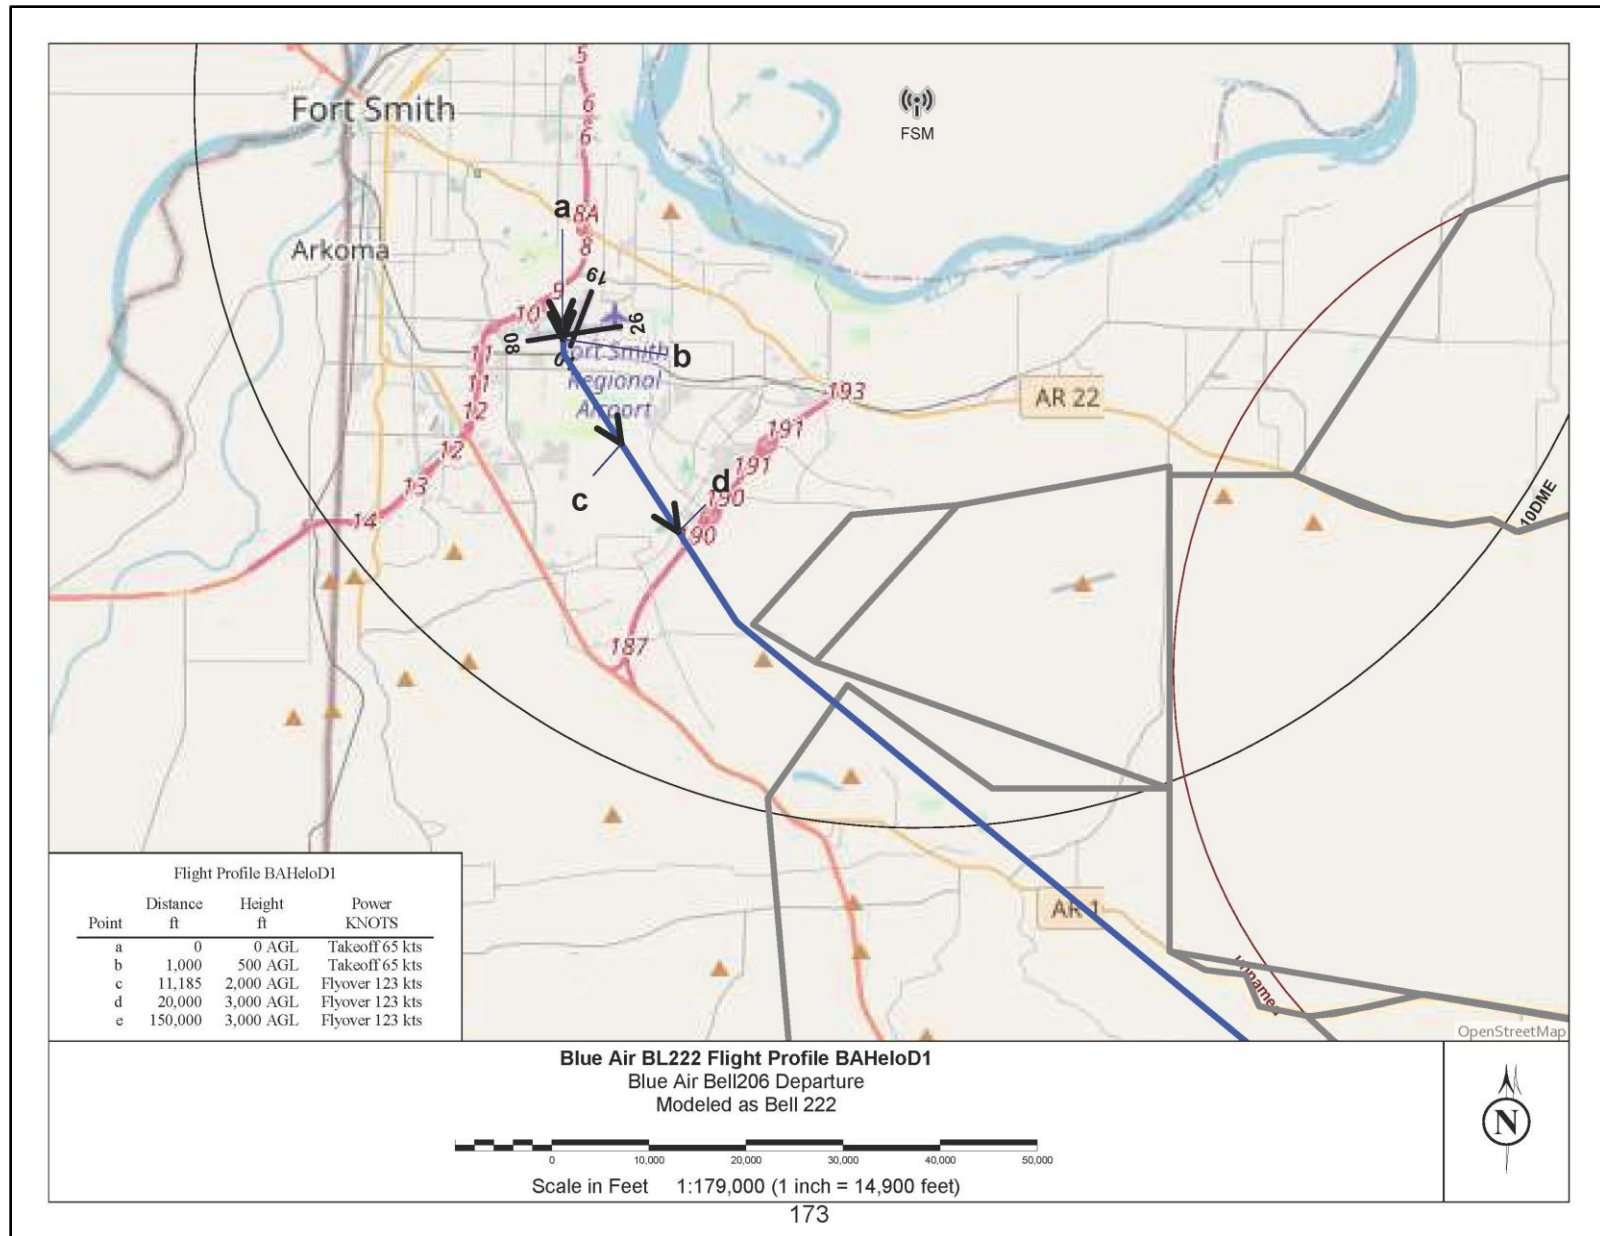 5
6
6
FSM
Fort Smith
a
8A
8
Arkoma
19
5
10
26
08
b
Fort Smith
Regional
Airport
11
11
12
12
13
14
193
191
191
190
90
AR 22
c
d
10DME
187
AR 1
OpenStreetMap
Flight Profile BAHeloD1
Distance Height Power
Point ft ft KNOTS
a 0 0 AGL Takeoff 65 kts
b 1,000 500 AGL Takeoff 65 kts
c 11,185 2,000 AGL Flyover 123 kts
d 20,000 3,000 AGL Flyover 123 kts
e 150,000 3,000 AGL Flyover 123 kts
Blue Air BL222 Flight Profile BAHeloD1
Blue Air Bell206 Departure
Modeled as Bell 222
0 10,000 20,000 30,000 40,000 50,000
Scale in Feet 1:179,000 (1 inch = 14,900 feet)
N
173